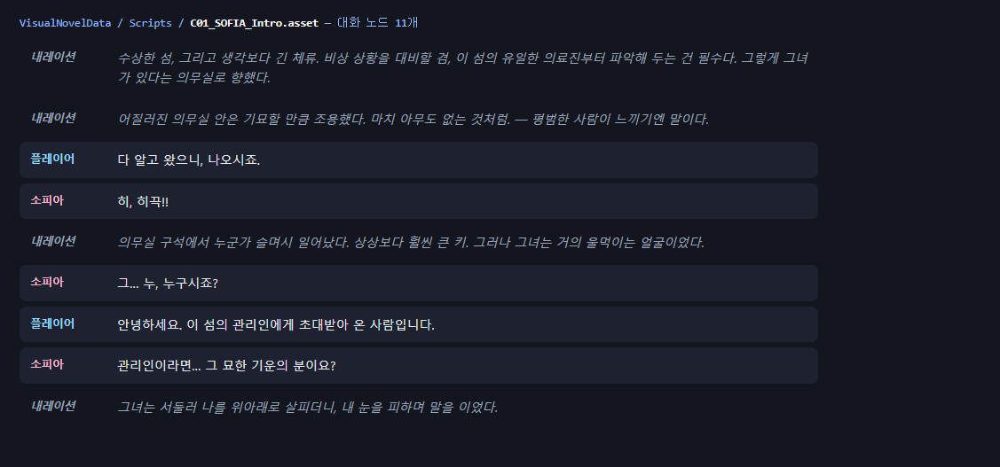 VisualNovelData / Scripts / C01_SOFIA_Intro.asset — 대화 노드 11개
내레이션 수상한 섬, 그리고 생각보다 긴 체류. 비상 상황을 대비할 겸, 이 섬의 유일한 의료진부터 파악해 두는 건 필수다. 그렇게 그녀
가 있다는 의무실로 향했다.
내레이션 어질러진 의무실 안은 기묘할 만큼 조용했다. 마치 아무도 없는 것처럼. — 평범한 사람이 느끼기엔 말이다.
플레이어 다 알고 왔으니, 나오시죠.
소피아 히, 히끅!!
내레이션 의무실 구석에서 누군가 슬며시 일어났다. 상상보다 훨씬 큰 키. 그러나 그녀는 거의 울먹이는 얼굴이었다.
소피아 그... 누, 누구시죠?
플레이어 안녕하세요. 이 섬의 관리인에게 초대받아 온 사람입니다.
소피아 관리인이라면... 그 묘한 기운의 분이요?
내레이션 그녀는 서둘러 나를 위아래로 살피더니, 내 눈을 피하며 말을 이었다.